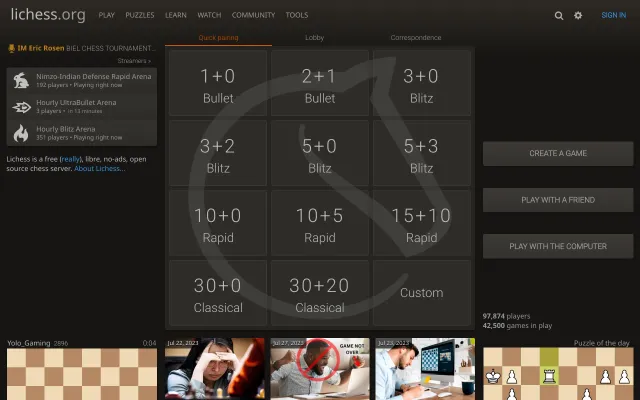 lichess.org PLAY PUZZLES LEARN WATCH COMMUNITY TOOLS SIGN IN
IM Eric Rosen BIEL CHESS TOURNAMENT...
Streamers »
Nimzo-Indian Defense Rapid Arena
192 players • Playing right now
Hourly UltraBullet Arena
3 players • in 13 minutes
Hourly Blitz Arena
351 players • Playing right now
Lichess is a free (really), libre, no-ads, open
source chess server. About Lichess...
Quick pairing Lobby Correspondence
1+0
Bullet
2+1
Bullet
3+0
Blitz
3+2
Blitz
5+0
Blitz
5+3
Blitz
10+0
Rapid
10+5
Rapid
15+10
Rapid
30+0
Classical
30+20
Classical
Custom
CREATE A GAME
PLAY WITH A FRIEND
PLAY WITH THE COMPUTER
97,874 players
42,500 games in play
Yolo_Gaming 2896 0:04
Jul 22, 2023
Jul 27, 2023
GAME NOT
OVER...
Jul 25, 2023
Puzzle of the day